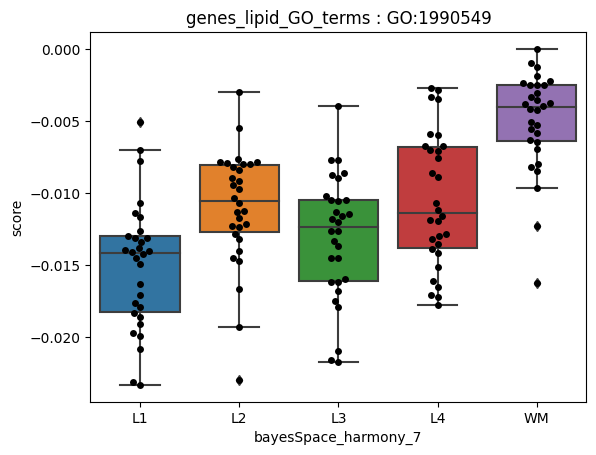 genes_lipid_GO_terms : GO:1990549
0.000
−0.005
−0.010
−0.015
−0.020
score
L1 L2 L3 L4 WM
bayesSpace_harmony_7